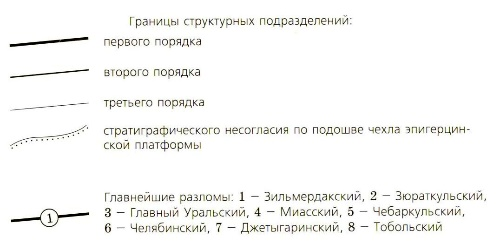 Границы структурных подразделений:
первого порядка
второго порядка
третьего порядка
стратиграфического несогласия по подошве чехла эпигерцин-
ской платформы
Главнейшие разломы: 1 – Зильмердакский, 2 – Зюраткульский,
1
3 – Главный Уральский, 4 – Миасский, 5 – Чебаркульский,
6 – Челябинский, 7 – Джетыгаринский, 8 – Тобольский